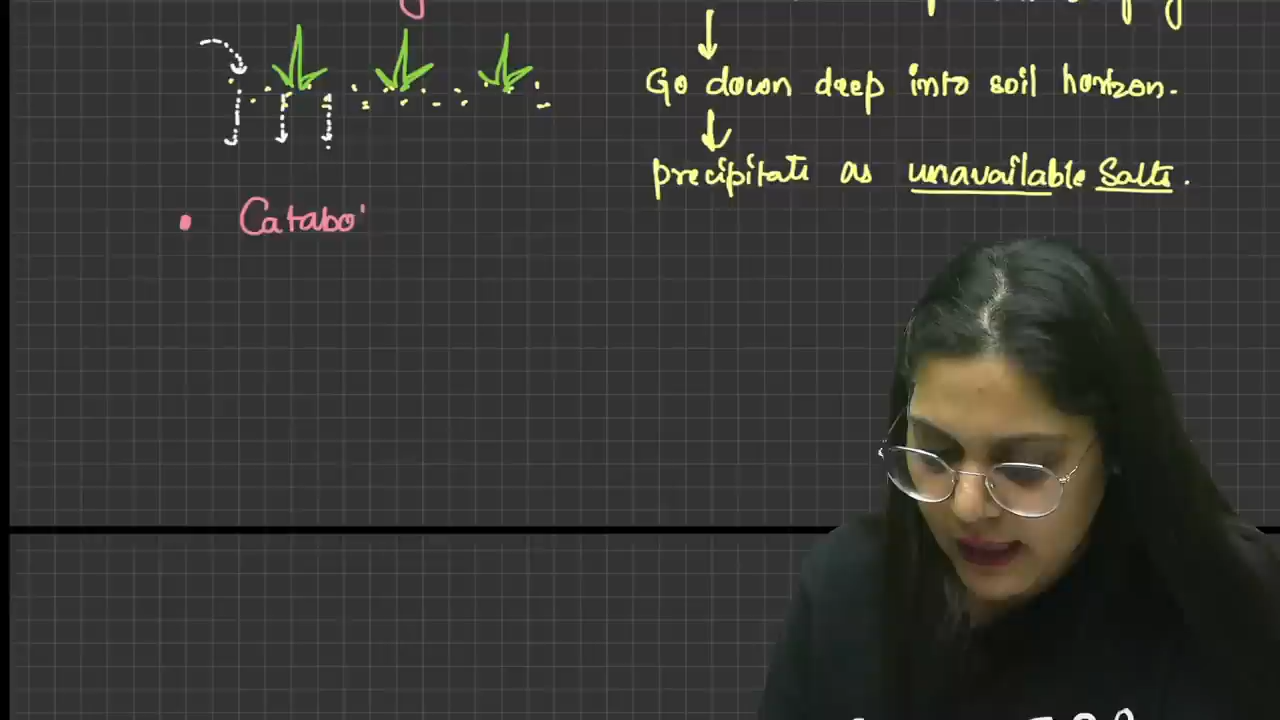 Go down deep into soil horizon.
precipitate as unavailable Salts.
• Catabo